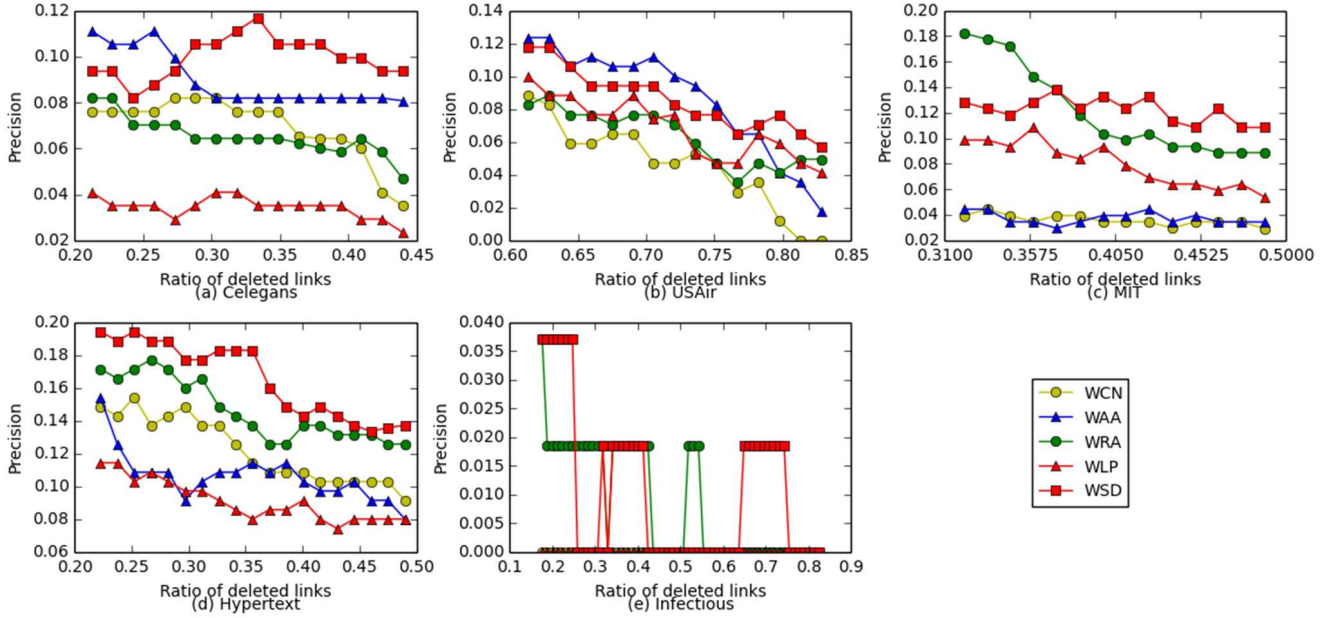 0.12
0.10
0.08
0.06
0.04
0.02
Precision
0.20 0.25 0.30 0.35 0.40 0.45
Ratio of deleted links
(a) Celegans
0.14
0.12
0.10
0.08
0.06
0.04
0.02
0.00
Precision
0.60 0.65 0.70 0.75 0.80 0.85
Ratio of deleted links
(b) USAir
0.20
0.18
0.16
0.14
0.12
0.10
0.08
0.06
0.04
0.02
Precision
0.3100 0.3575 0.4050 0.4525 0.5000
Ratio of deleted links
(c) MIT
0.20
0.18
0.16
0.14
0.12
0.10
0.08
0.06
Precision
0.20 0.25 0.30 0.35 0.40 0.45 0.50
Ratio of deleted links
(d) Hypertext
0.040
0.035
0.030
0.025
0.020
0.015
0.010
0.005
0.000
Precision
0.1 0.2 0.3 0.4 0.5 0.6 0.7 0.8 0.9
Ratio of deleted links
(e) Infectious
WCN
WAA
WRA
WLP
WSD